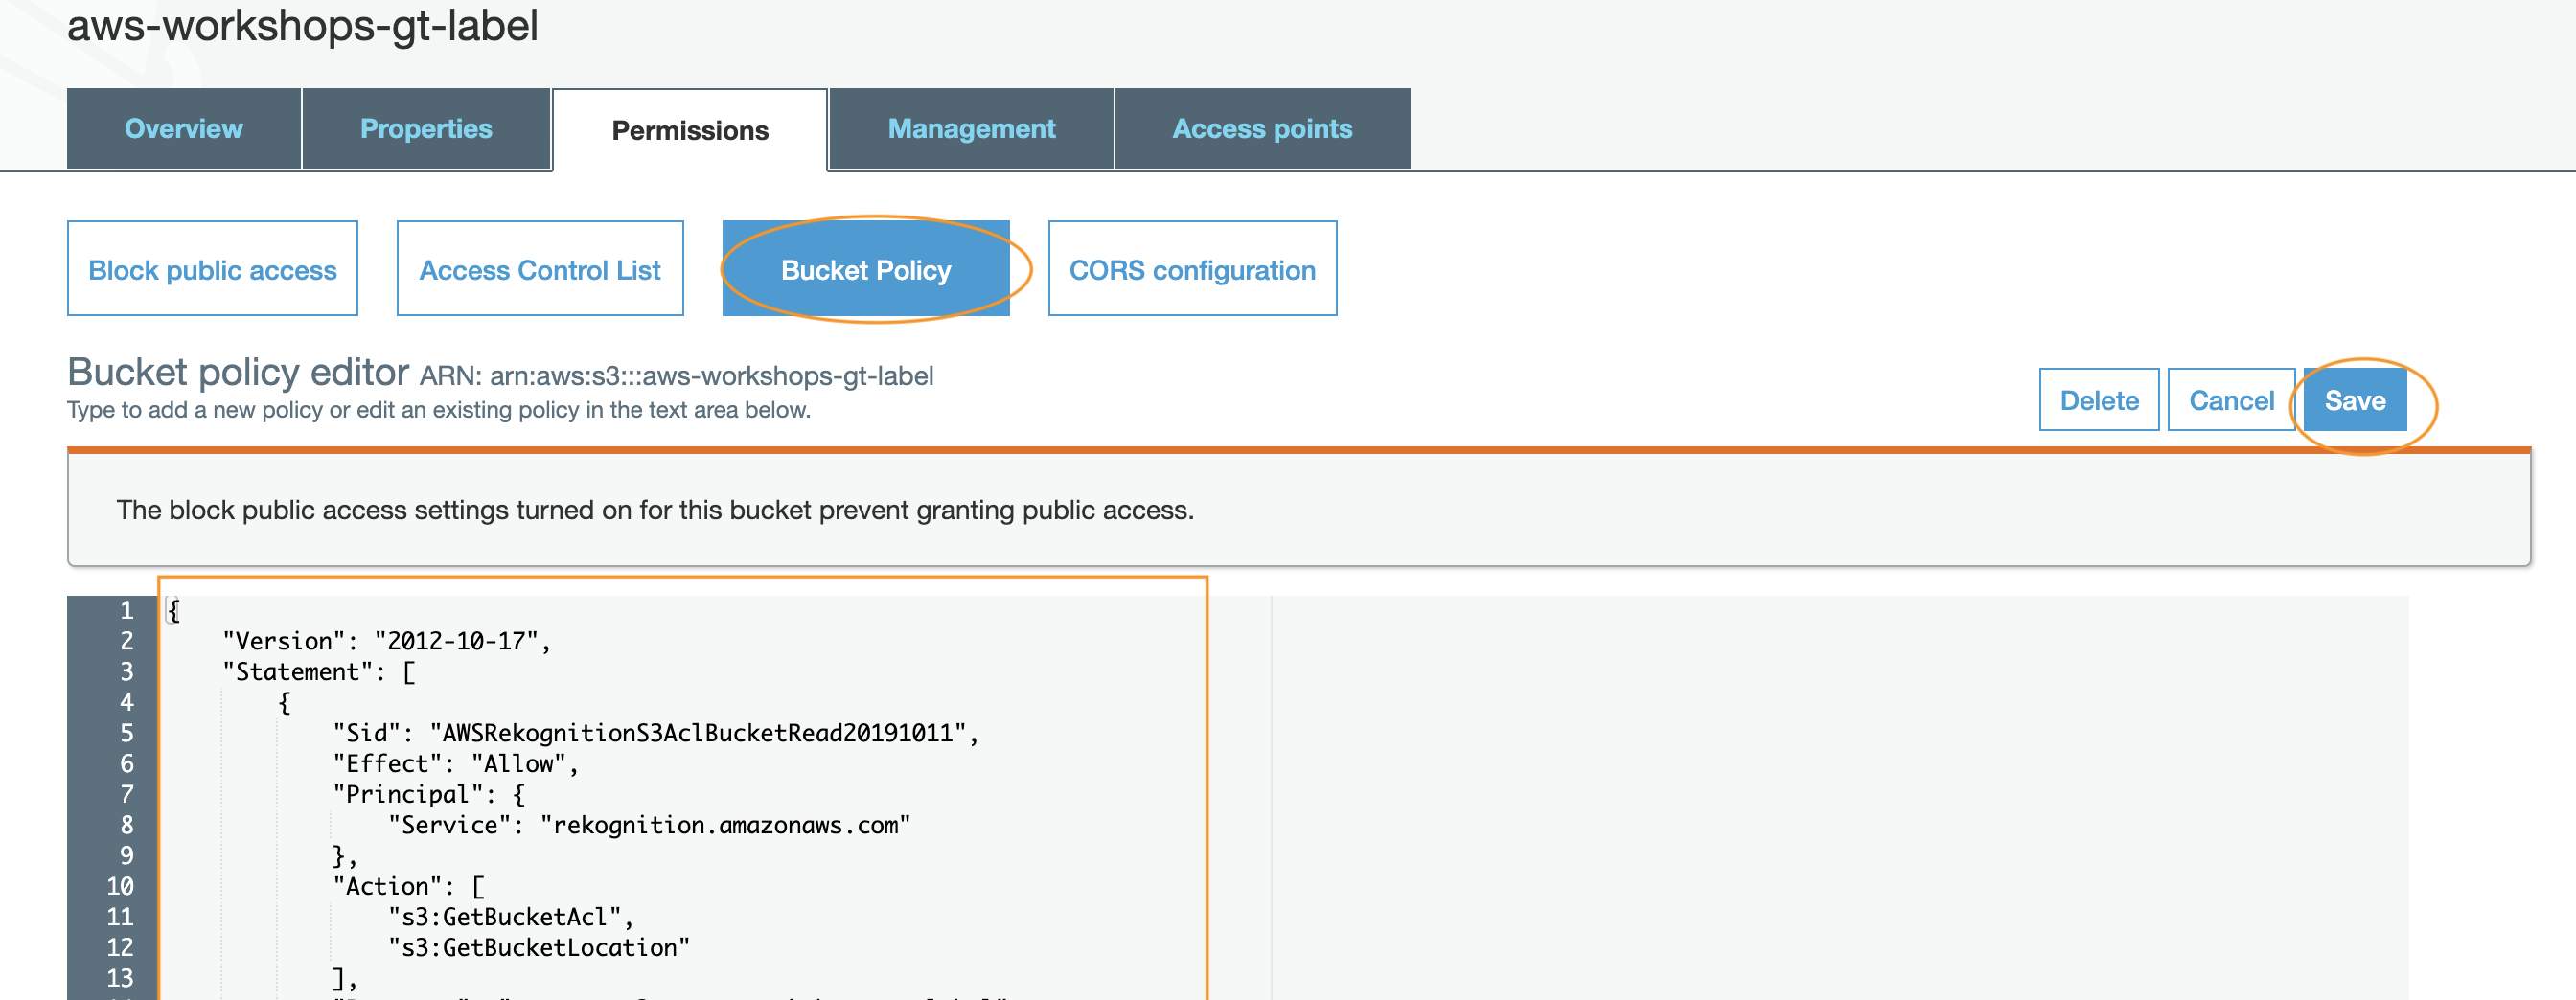 aws-workshops-gt-label
Overview Properties Permissions Management Access points
Block public access Access Control List Bucket Policy CORS configuration
Bucket policy editor ARN: arn:aws:s3:::aws-workshops-gt-label
Type to add a new policy or edit an existing policy in the text area below.
Delete Cancel Save
The block public access settings turned on for this bucket prevent granting public access.
1 {
2 "Version": "2012-10-17",
3 "Statement": [
4 {
5 "Sid": "AWSRekognitionS3AclBucketRead20191011",
6 "Effect": "Allow",
7 "Principal": {
8 "Service": "rekognition.amazonaws.com"
9 },
10 "Action": [
11 "s3:GetBucketAcl",
12 "s3:GetBucketLocation"
13 ],